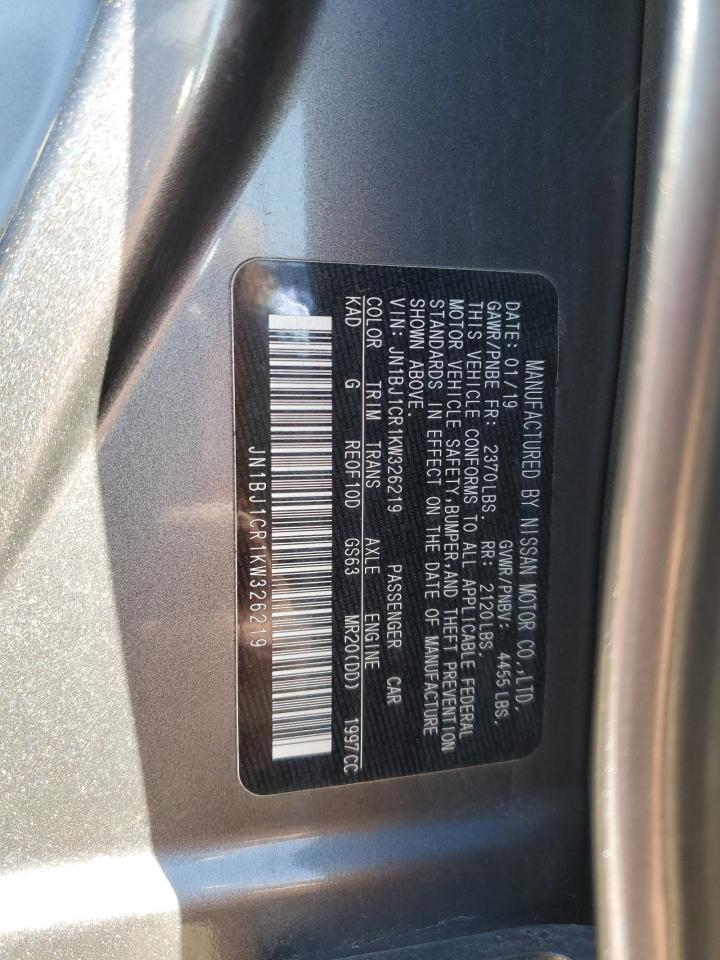 MANUFACTURED BY NISSAN MOTOR CO.,LTD.
DATE: 01/19 GVWR/PNBV: 4455 LBS.
GAWR/PNBE FR: 2370LBS. RR: 2720LBS.
THIS VEHICLE CONFORMS TO ALL APPLICABLE FEDERAL
MOTOR VEHICLE SAFETY,BUMPER,AND THEFT PREVENTION
STANDARDS IN EFFECT ON THE DATE OF MANUFACTURE
SHOWN ABOVE.
VIN: JN1BJ1CR1KW326219 PASSENGER CAR
COLOR TRIM TRANS AXLE ENGINE
KAD G RE0F10D GS63 MR20(DD) 1997CC
JN1BJ1CR1KW326219